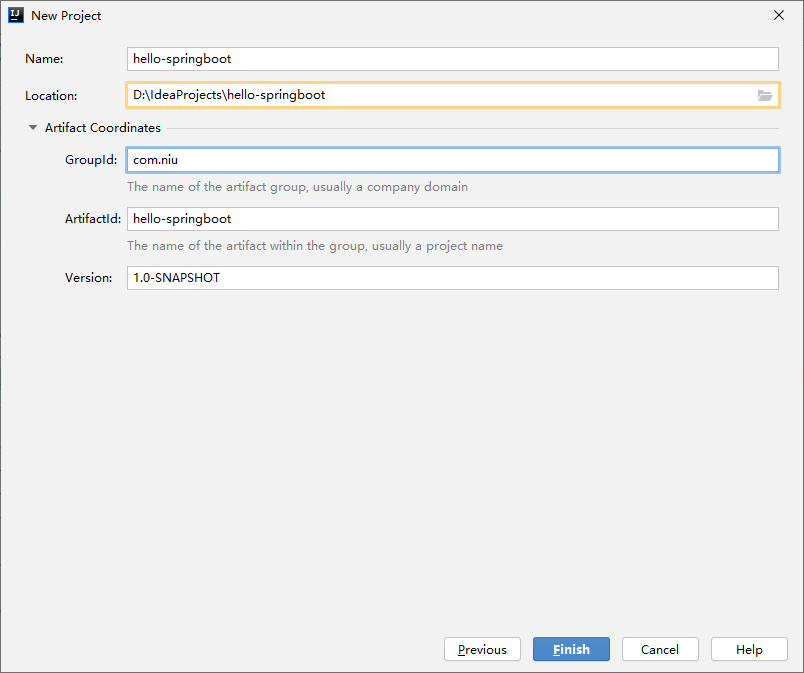 New Project
Name: hello-springboot
Location: D:\IdeaProjects\hello-springboot
Artifact Coordinates
GroupId: com.niu
The name of the artifact group, usually a company domain
ArtifactId: hello-springboot
The name of the artifact within the group, usually a project name
Version: 1.0-SNAPSHOT
Previous Finish Cancel Help